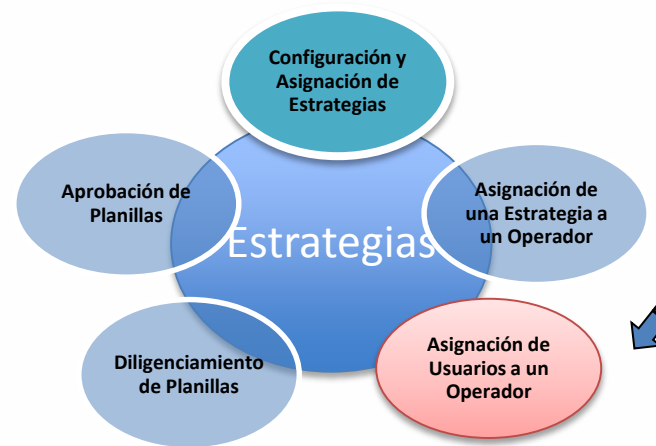 Configuración y
Asignación de
Estrategias
Aprobación de
Planillas
Estrategias
Asignación de
una Estrategia a
un Operador
Diligenciamiento
de Planillas
Asignación de
Usuarios a un
Operador